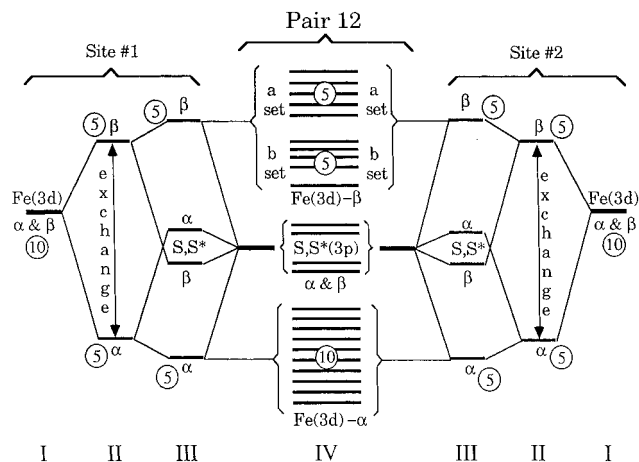 Pair 12
Site #1
Site #2
β
5
a
set
5
a
set
β
5
5
β
b
set
5
b
set
β
5
Fe(3d)-β
Fe(3d)
α & β
10
exchange
α
S,S*
β
S,S*(3p)
α & β
α
S,S*
β
exchange
Fe(3d)
α & β
10
5
α
5
α
10
α
5
α
5
Fe(3d)-α
I
II
III
IV
III
II
I